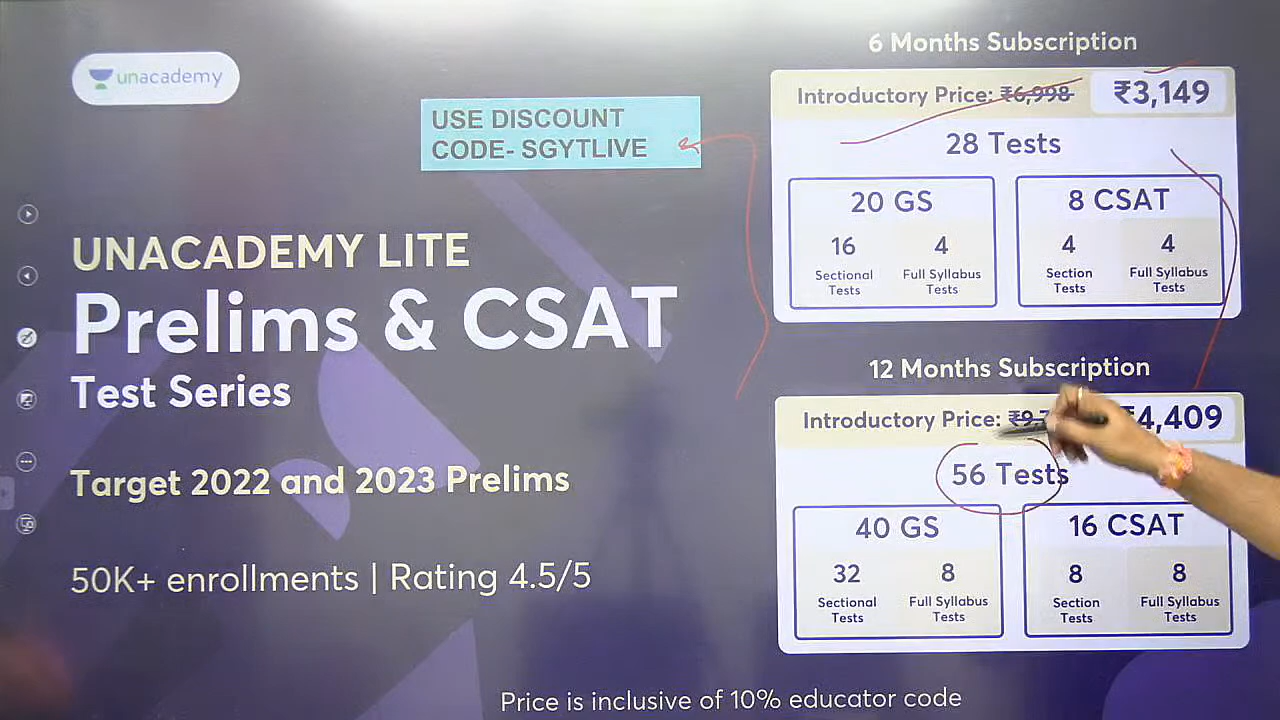 unacademy
USE DISCOUNT
CODE- SGYTLIVE
UNACADEMY LITE
Prelims & CSAT
Test Series
Target 2022 and 2023 Prelims
50K+ enrollments | Rating 4.5/5
6 Months Subscription
Introductory Price: ₹6,998 ₹3,149
28 Tests
20 GS
16
Sectional
Tests
4
Full Syllabus
Tests
8 CSAT
4
Section
Tests
4
Full Syllabus
Tests
12 Months Subscription
Introductory Price: 4,409
56 Tests
40 GS
32
Sectional
Tests
8
Full Syllabus
Tests
16 CSAT
8
Section
Tests
8
Full Syllabus
Tests
Price is inclusive of 10% educator code